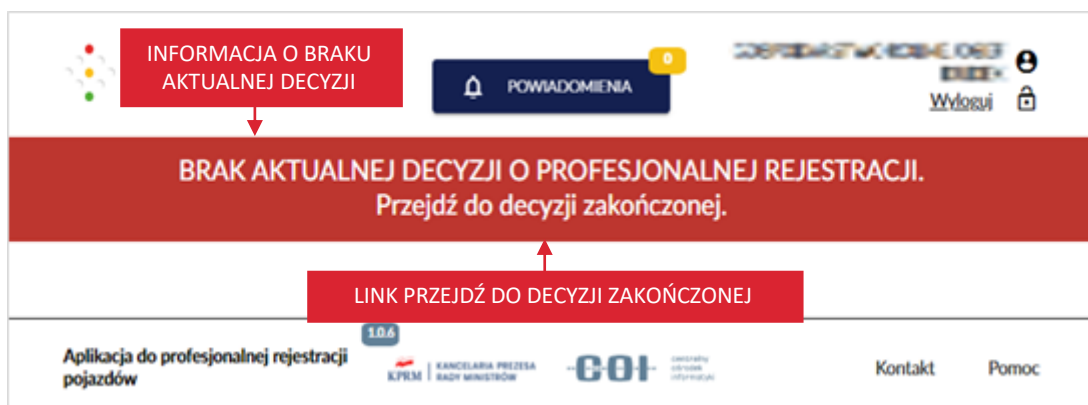 INFORMACJA O BRAKU
AKTUALNEJ DECYZJI
POWIADOMIENIA
0
Wyloguj
BRAK AKTUALNEJ DECYZJI O PROFESJONALNEJ REJESTRACJI.
Przejdź do decyzji zakończonej.
LINK PRZEJDŹ DO DECYZJI ZAKOŃCZONEJ
1.0.6
Aplikacja do profesjonalnej rejestracji
pojazdów
KPRM
KANCELARIA PREZESA
RADY MINISTRÓW
COI
centralny
ośrodek
informatyki
Kontakt
Pomoc